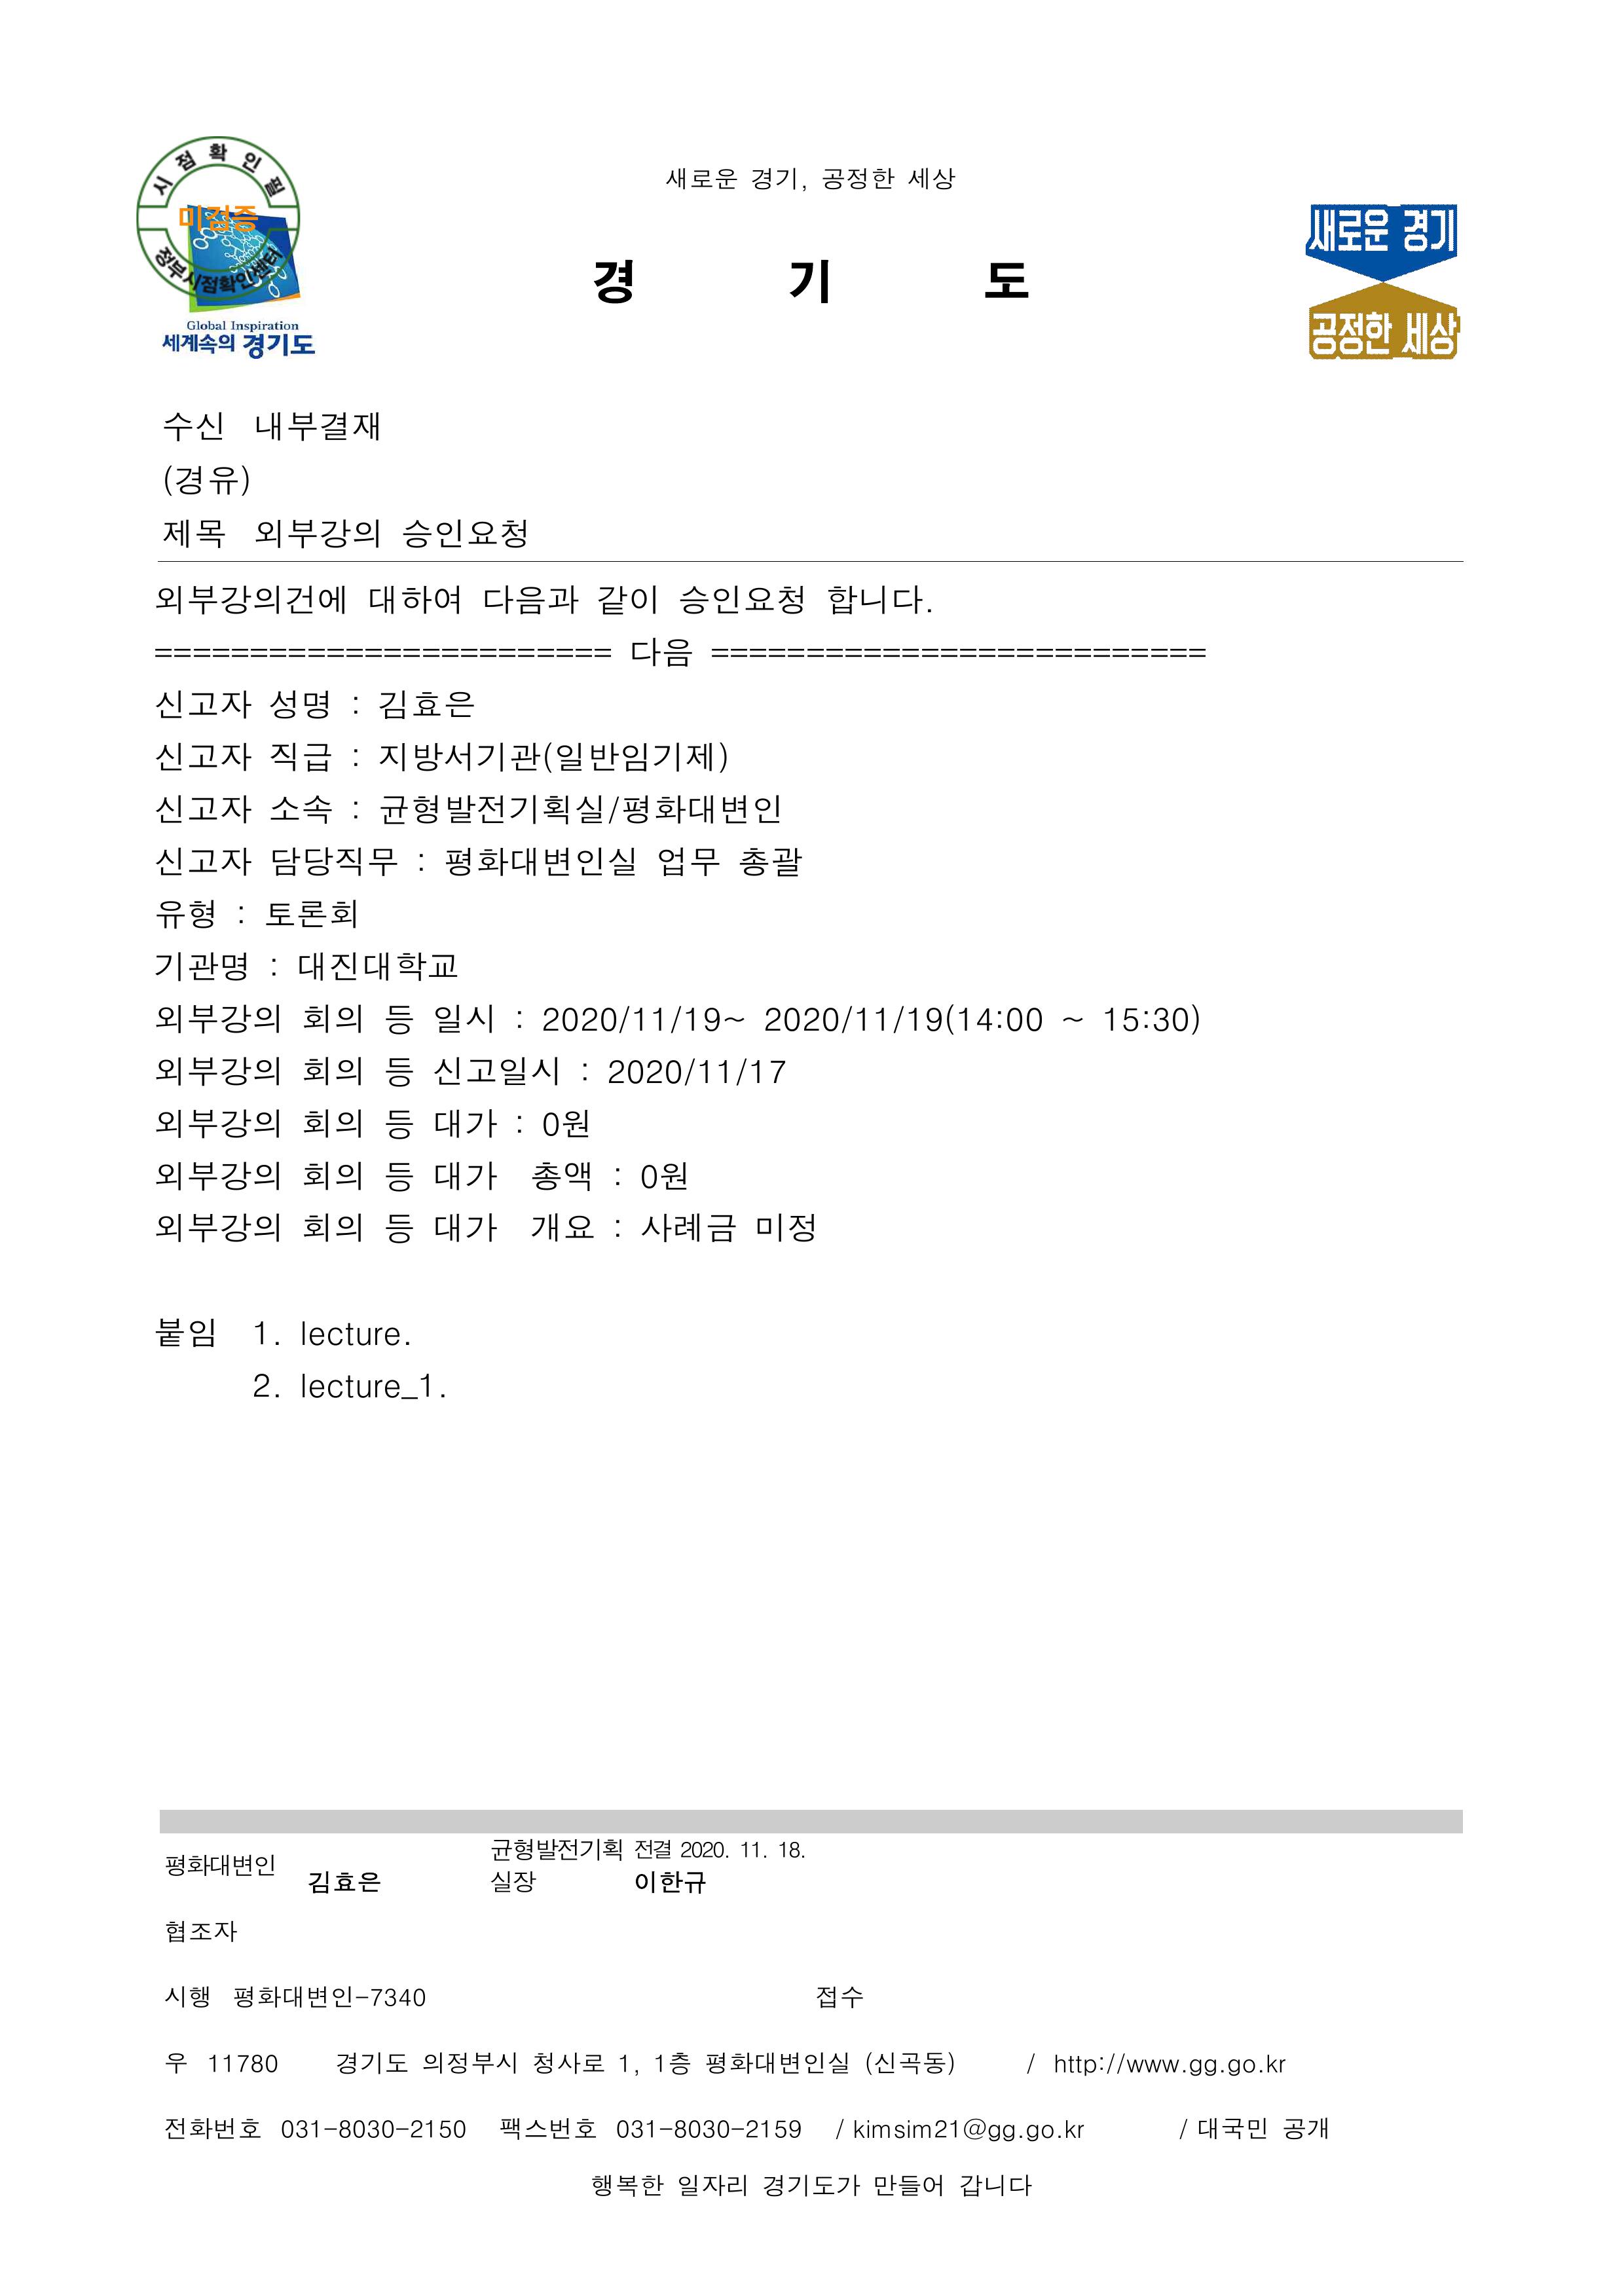 시점확인필
미검증
정부시점확인센터
Global Inspiration
세계속의 경기도
새로운 경기, 공정한 세상
경 기 도
새로운 경기
공정한 세상
수신 내부결재
(경유)
제목 외부강의 승인요청
외부강의건에 대하여 다음과 같이 승인요청 합니다.
======================== 다음 ==========================
신고자 성명 : 김효은
신고자 직급 : 지방서기관(일반임기제)
신고자 소속 : 균형발전기획실/평화대변인
신고자 담당직무 : 평화대변인실 업무 총괄
유형 : 토론회
기관명 : 대진대학교
외부강의 회의 등 일시 : 2020/11/19~ 2020/11/19(14:00 ~ 15:30)
외부강의 회의 등 신고일시 : 2020/11/17
외부강의 회의 등 대가 : 0원
외부강의 회의 등 대가 총액 : 0원
외부강의 회의 등 대가 개요 : 사례금 미정
붙임 1. lecture.
2. lecture_1.
평화대변인 김효은 균형발전기획실장 전결 2020. 11. 18. 이한규
협조자
시행 평화대변인-7340 접수
우 11780 경기도 의정부시 청사로 1, 1층 평화대변인실 (신곡동) / http://www.gg.go.kr
전화번호 031-8030-2150 팩스번호 031-8030-2159 / kimsim21@gg.go.kr / 대국민 공개
행복한 일자리 경기도가 만들어 갑니다